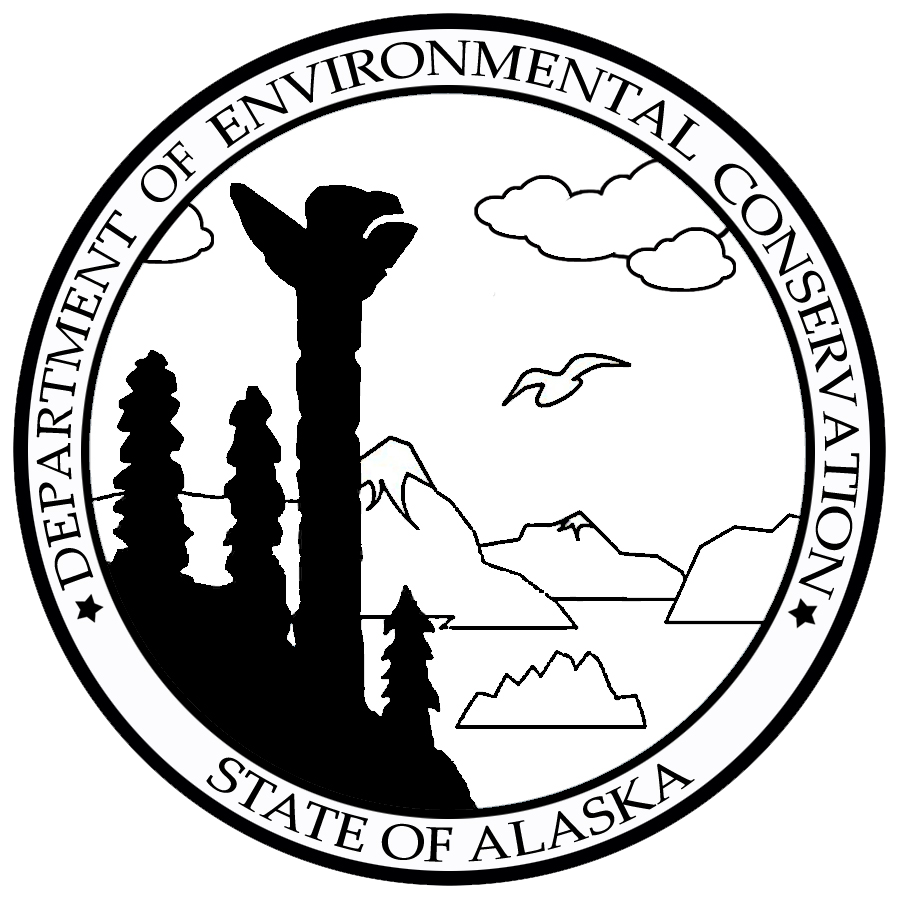 DEPARTMENT OF ENVIRONMENTAL CONSERVATION
STATE OF ALASKA